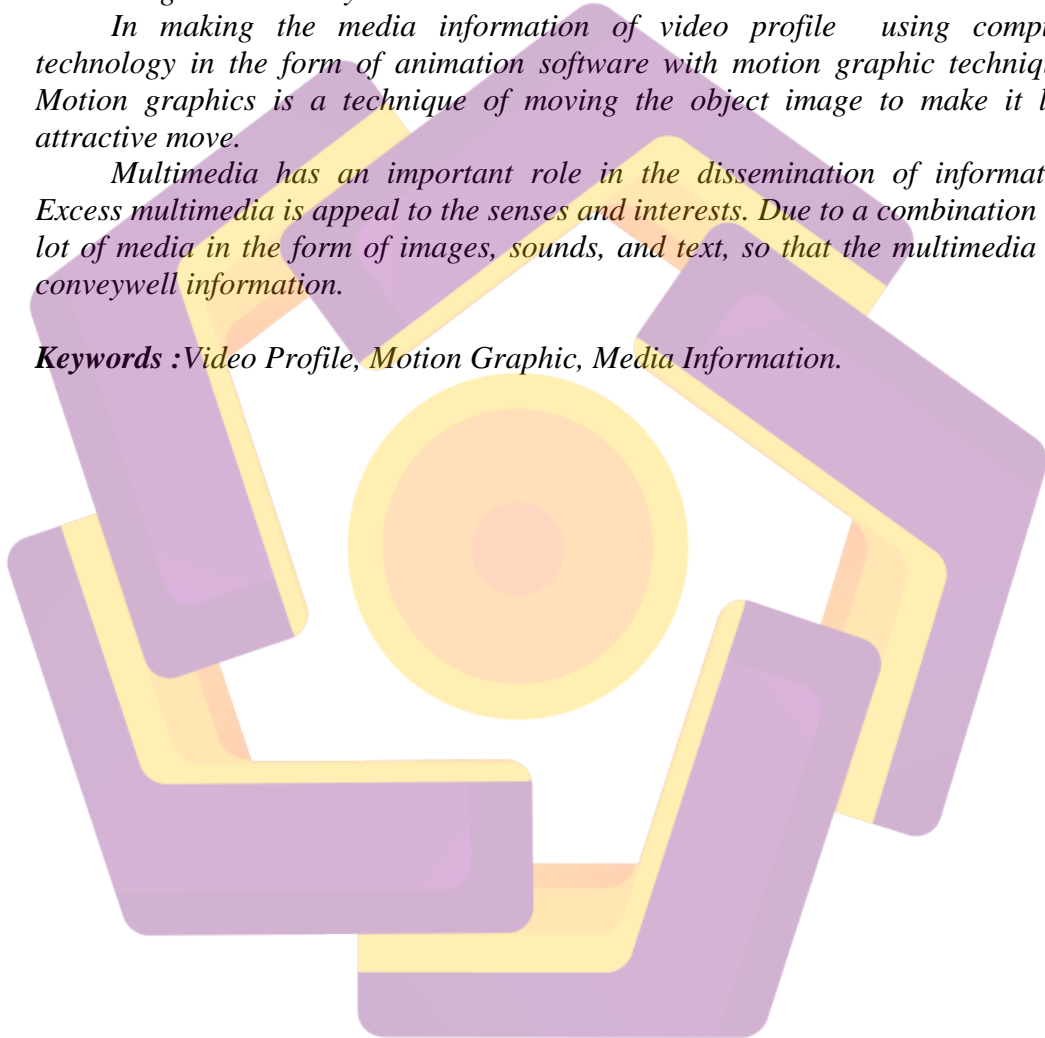 In making the media information of video profile using
technology in the form of animation software with motion graphic
Motion graphics is a technique of moving the object image to make it
attractive move.
Multimedia has an important role in the dissemination of
Excess multimedia is appeal to the senses and interests. Due to a combination
lot of media in the form of images, sounds, and text, so that the multimedia
conveywell information.
Keywords :Video Profile, Motion Graphic, Media Information.